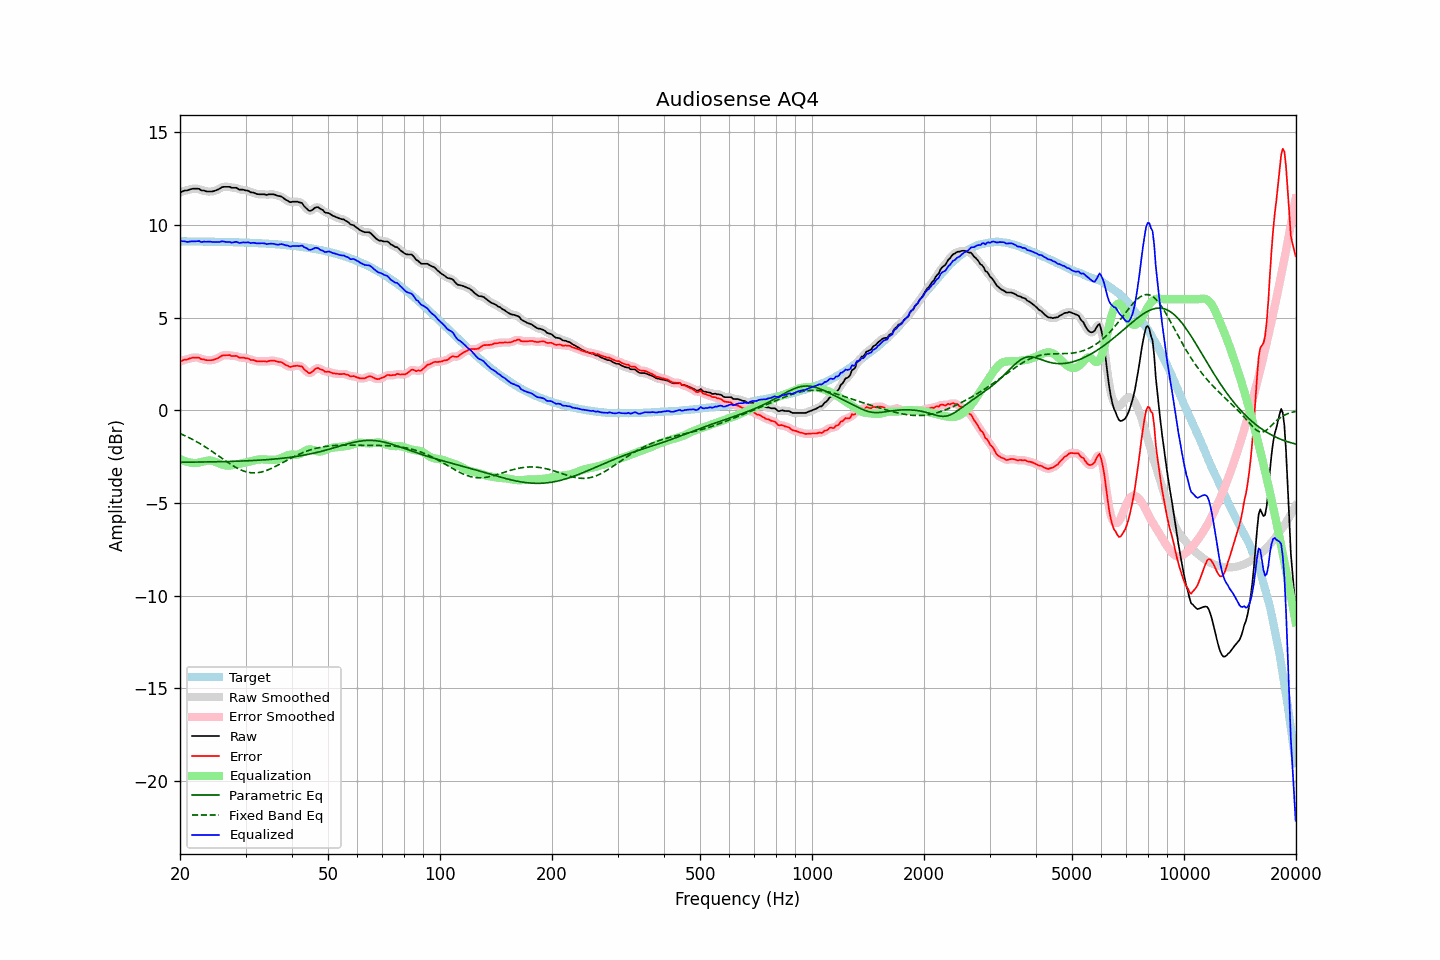 Audiosense AQ4
15
10
5
0
−5
−10
−15
−20
Amplitude (dBr)
Target
Raw Smoothed
Error Smoothed
Raw
Error
Equalization
Parametric Eq
Fixed Band Eq
Equalized
20 50 100 200 500 1000 2000 5000 10000 20000
Frequency (Hz)